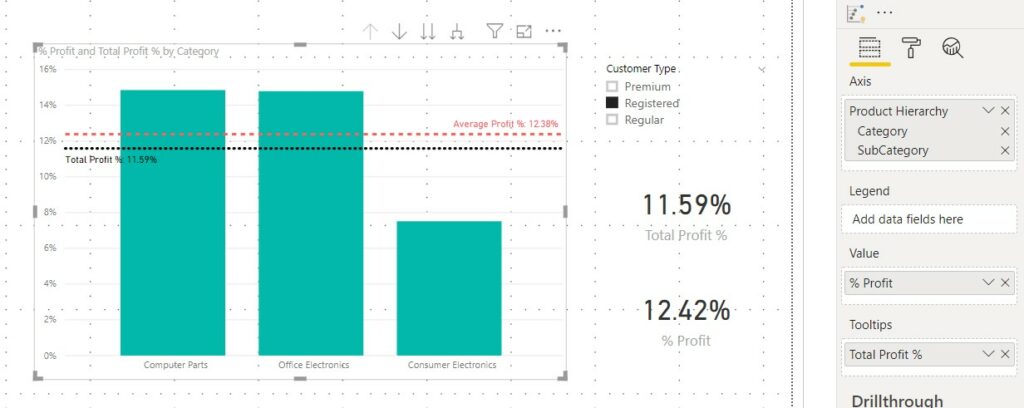 % Profit and Total Profit % by Category
16%
14%
12%
10%
8%
6%
4%
2%
0%
Average Profit %: 12.38%
Total Profit %: 11.59%
Computer Parts
Office Electronics
Consumer Electronics
Customer Type
Premium
Registered
Regular
11.59%
Total Profit %
12.42%
% Profit
Axis
Product Hierarchy
Category
SubCategory
Legend
Add data fields here
Value
% Profit
Tooltips
Total Profit %
Drillthrough